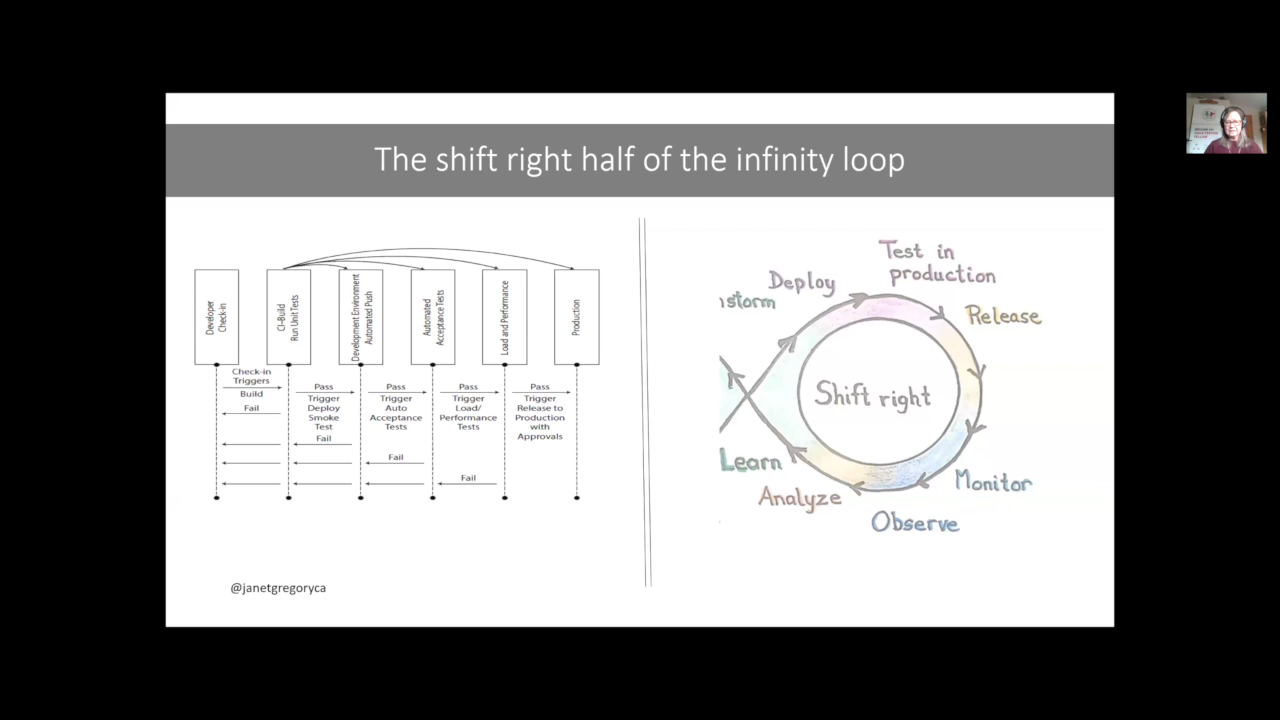 The shift right half of the infinity loop
Developer
Check-in
CI-Build
Run Unit Tests
Development Environment
Automated Push
Automated
Acceptance Tests
Load and Performance
Production
Check-in
Triggers
Build
Fail
Pass
Trigger
Deploy
Smoke
Test
Fail
Pass
Trigger
Auto
Acceptance
Tests
Fail
Pass
Trigger
Load/
Performance
Tests
Fail
Pass
Trigger
Release to
Production
with
Approvals
@janetgregoryca
storm
Deploy
Test in
production
Release
Shift right
Monitor
Observe
Analyze
Learn